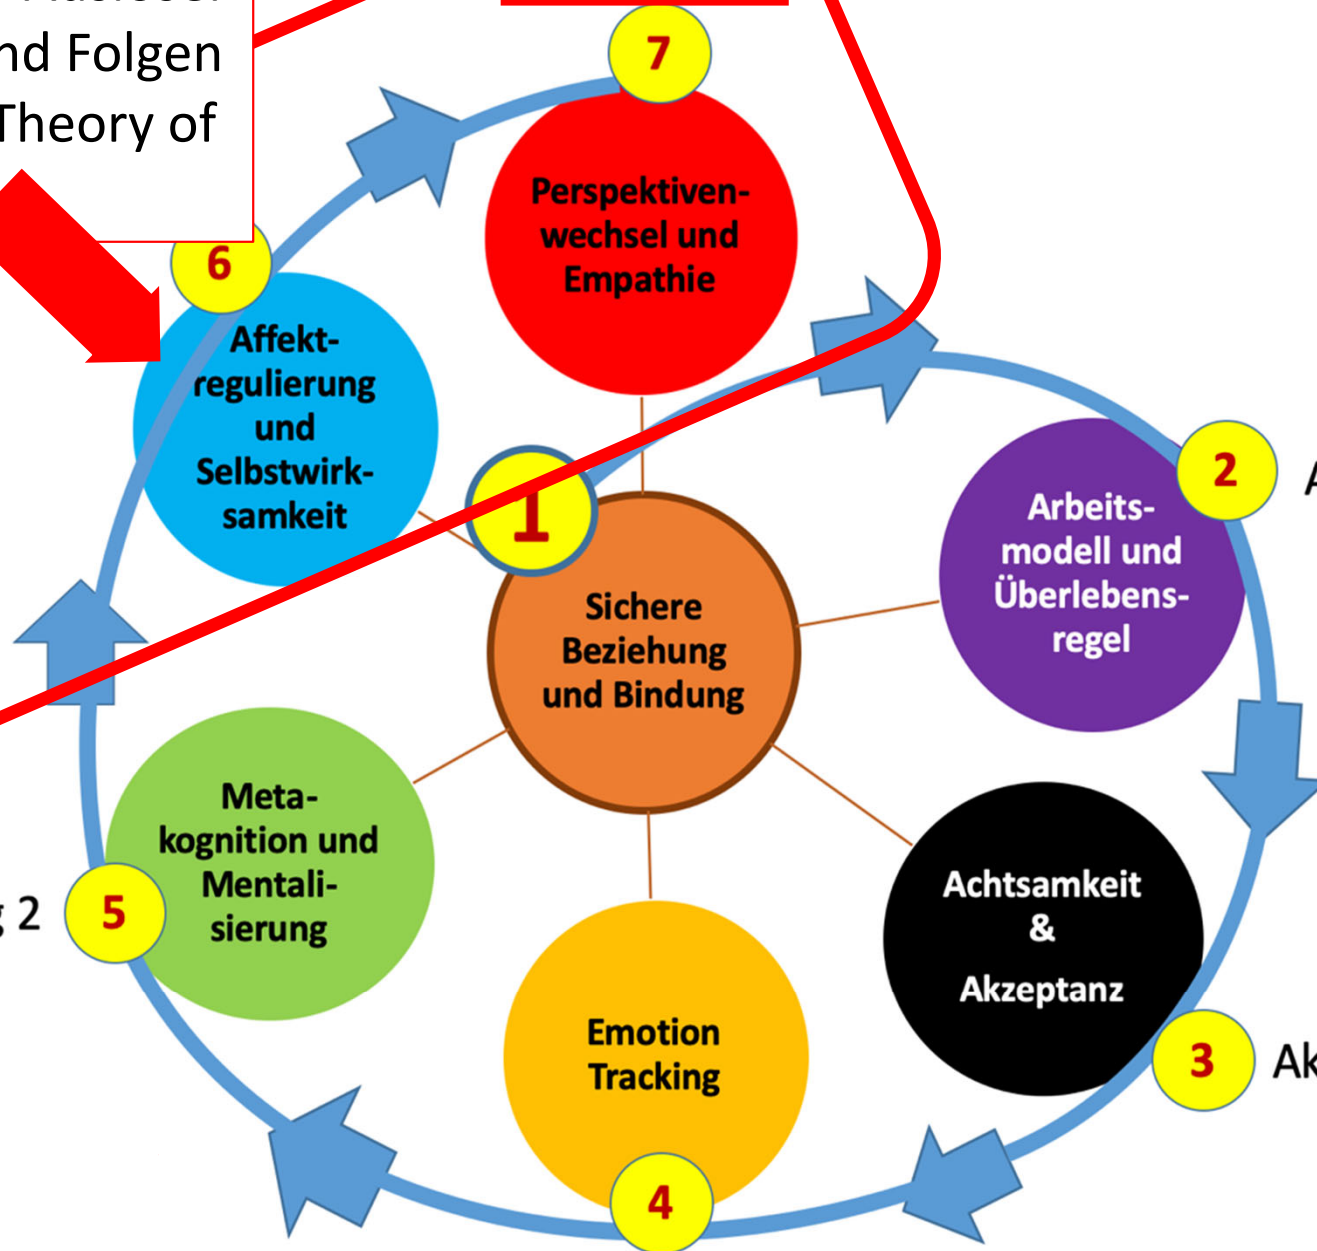 nd Folgen
Theory of
7
Perspektiven-
wechsel und
Empathie
6
Affekt-
regulierung
und
Selbstwirk-
samkeit
1
Sichere
Beziehung
und Bindung
2
Arbeits-
modell und
Überlebens-
regel
Achtsamkeit
&
Akzeptanz
3
Ak
Emotion
Tracking
4
Meta-
kognition und
Mentali-
sierung
2
5